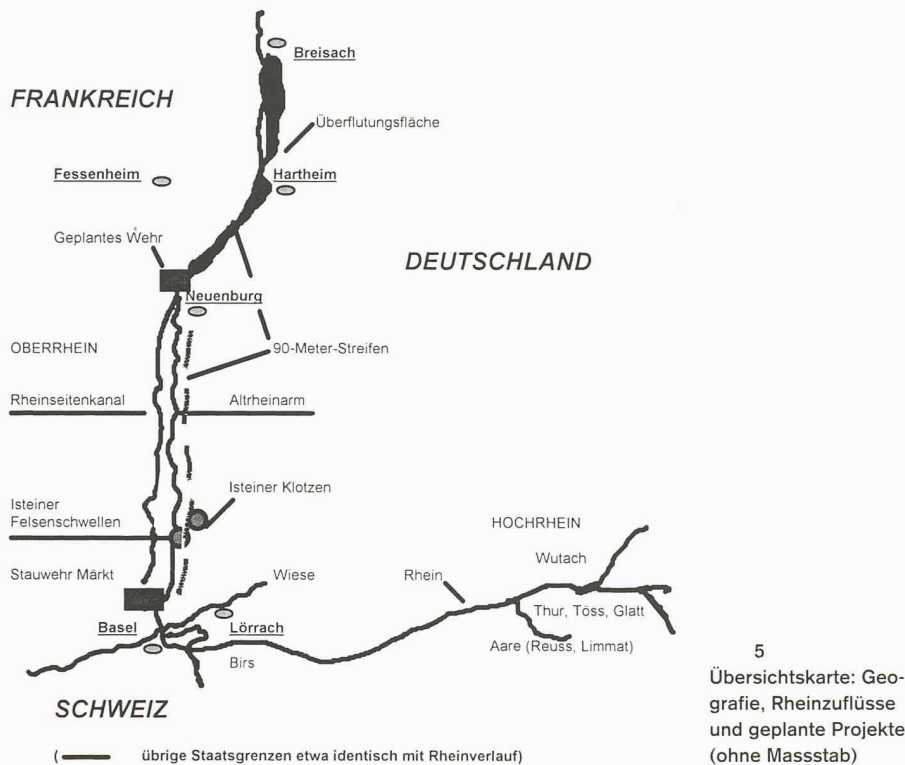 Breisach
FRANKREICH
Überflutungsfläche
Fessenheim
Hartheim
Geplantes Wehr
DEUTSCHLAND
Neuenburg
OBERRHEIN
90-Meter-Streifen
Rheinseitenkanal
Altrheinarm
Isteiner Klotzen
Isteiner
Felsenschwellen
HOCHRHEIN
Wutach
Stauwehr Märkt
Wiese
Rhein
Thur, Töss, Glatt
Basel
Lörrach
Aare (Reuss, Limmat)
Birs
SCHWEIZ
( übrige Staatsgrenzen etwa identisch mit Rheinverlauf)
5
Übersichtskarte: Geo-
grafie, Rheinzuflüsse
und geplante Projekte
(ohne Massstab)